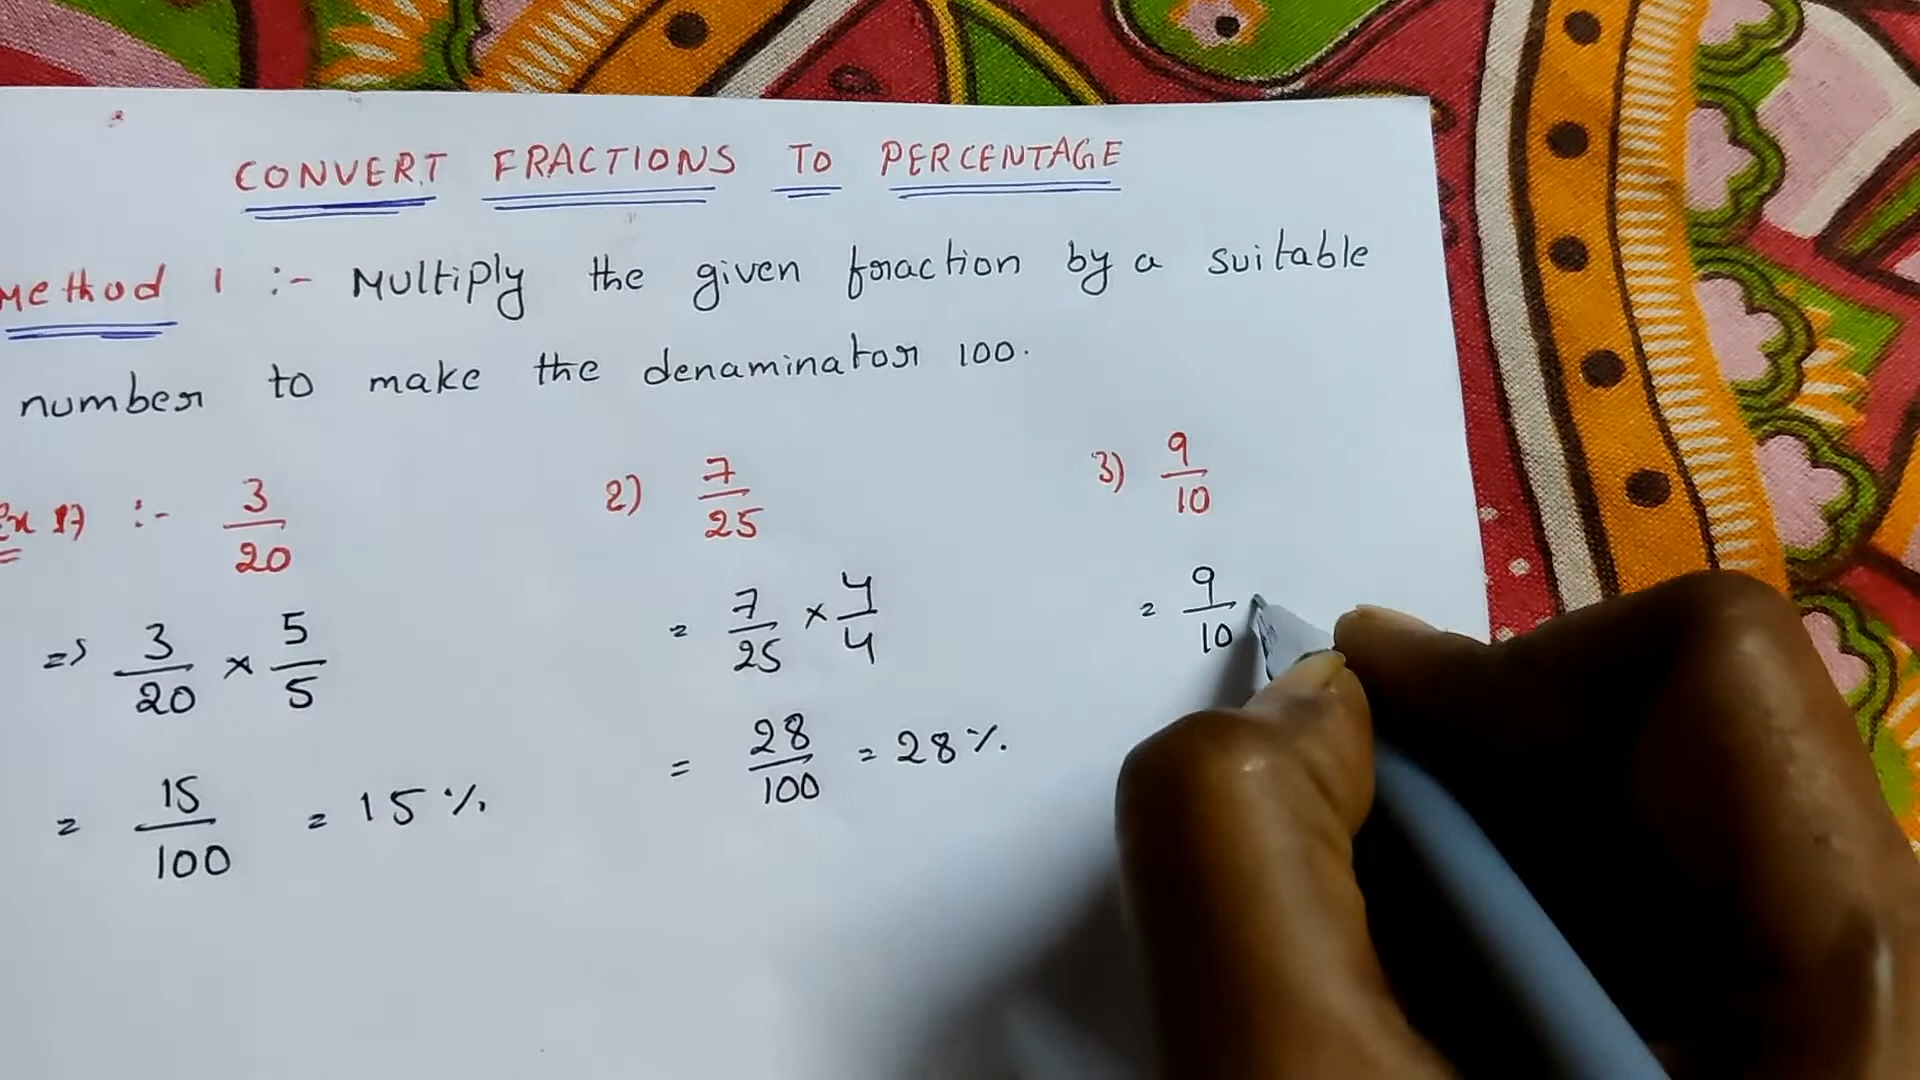 CONVERT FRACTIONS TO PERCENTAGE
Method 1 :- Multiply the given fraction by a suitable
number to make the denaminator 100.
Ex 1) :- 3/20 2) 7/25 3) 9/10
=> 3/20 × 5/5 = 7/25 × 4/4 = 9/10
= 15/100 = 15% = 28/100 = 28%